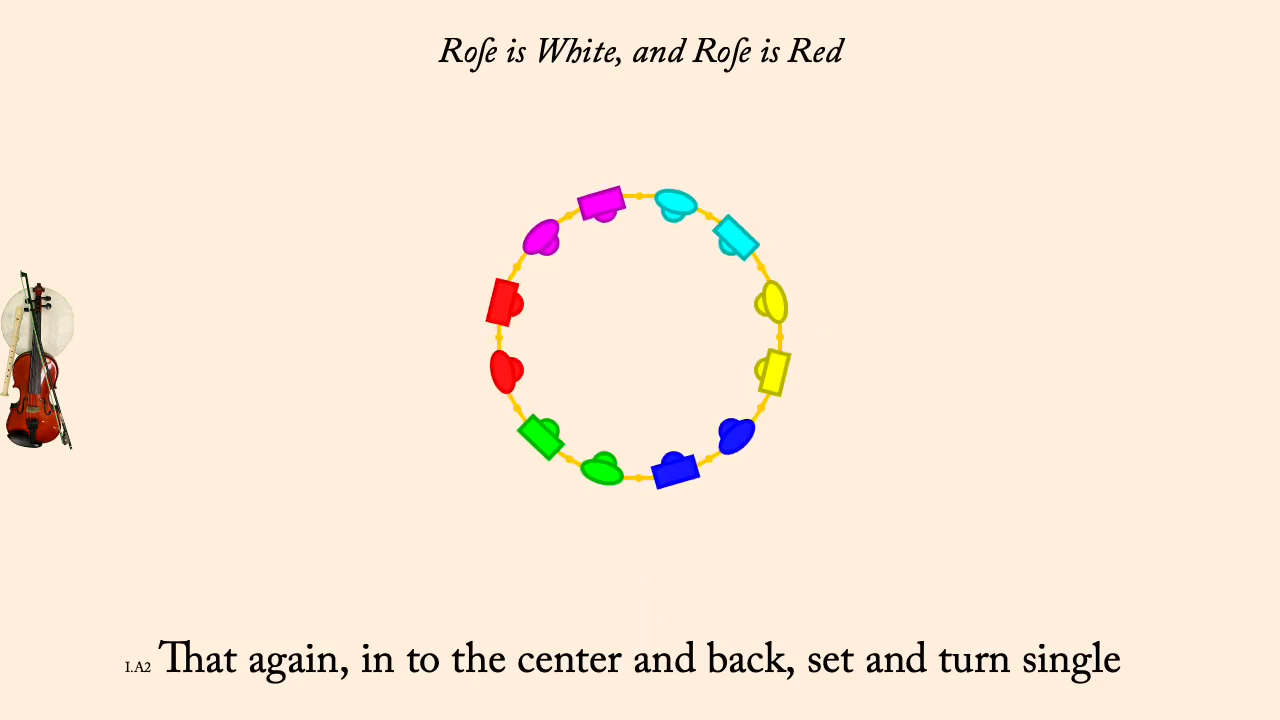 Roſe is White, and Roſe is Red
I.A2 That again, in to the center and back, set and turn single